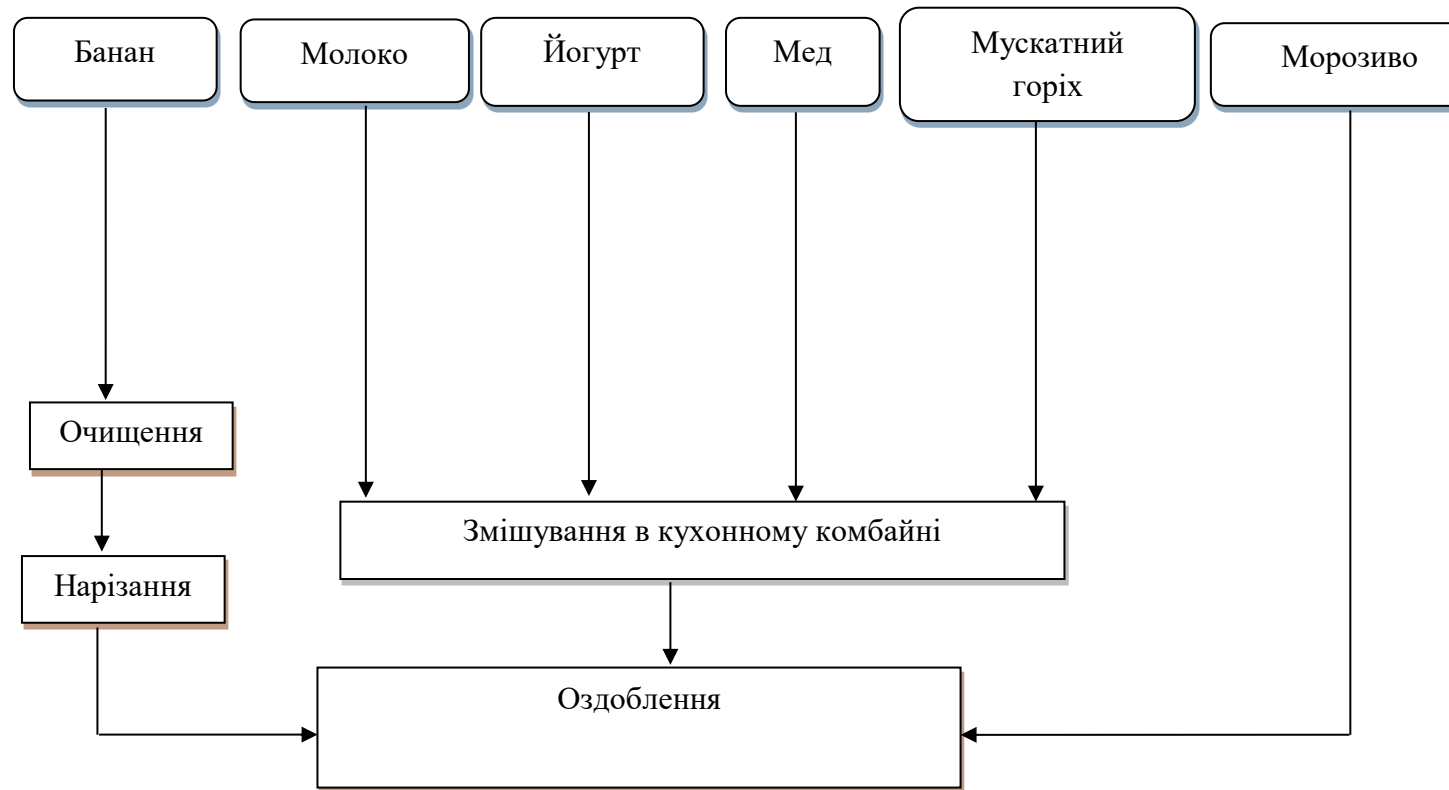 Банан
Молоко
Йогурт
Мед
Мускатний
горіх
Морозиво
Очищення
Змішування в кухонному комбайні
Нарізання
Оздоблення